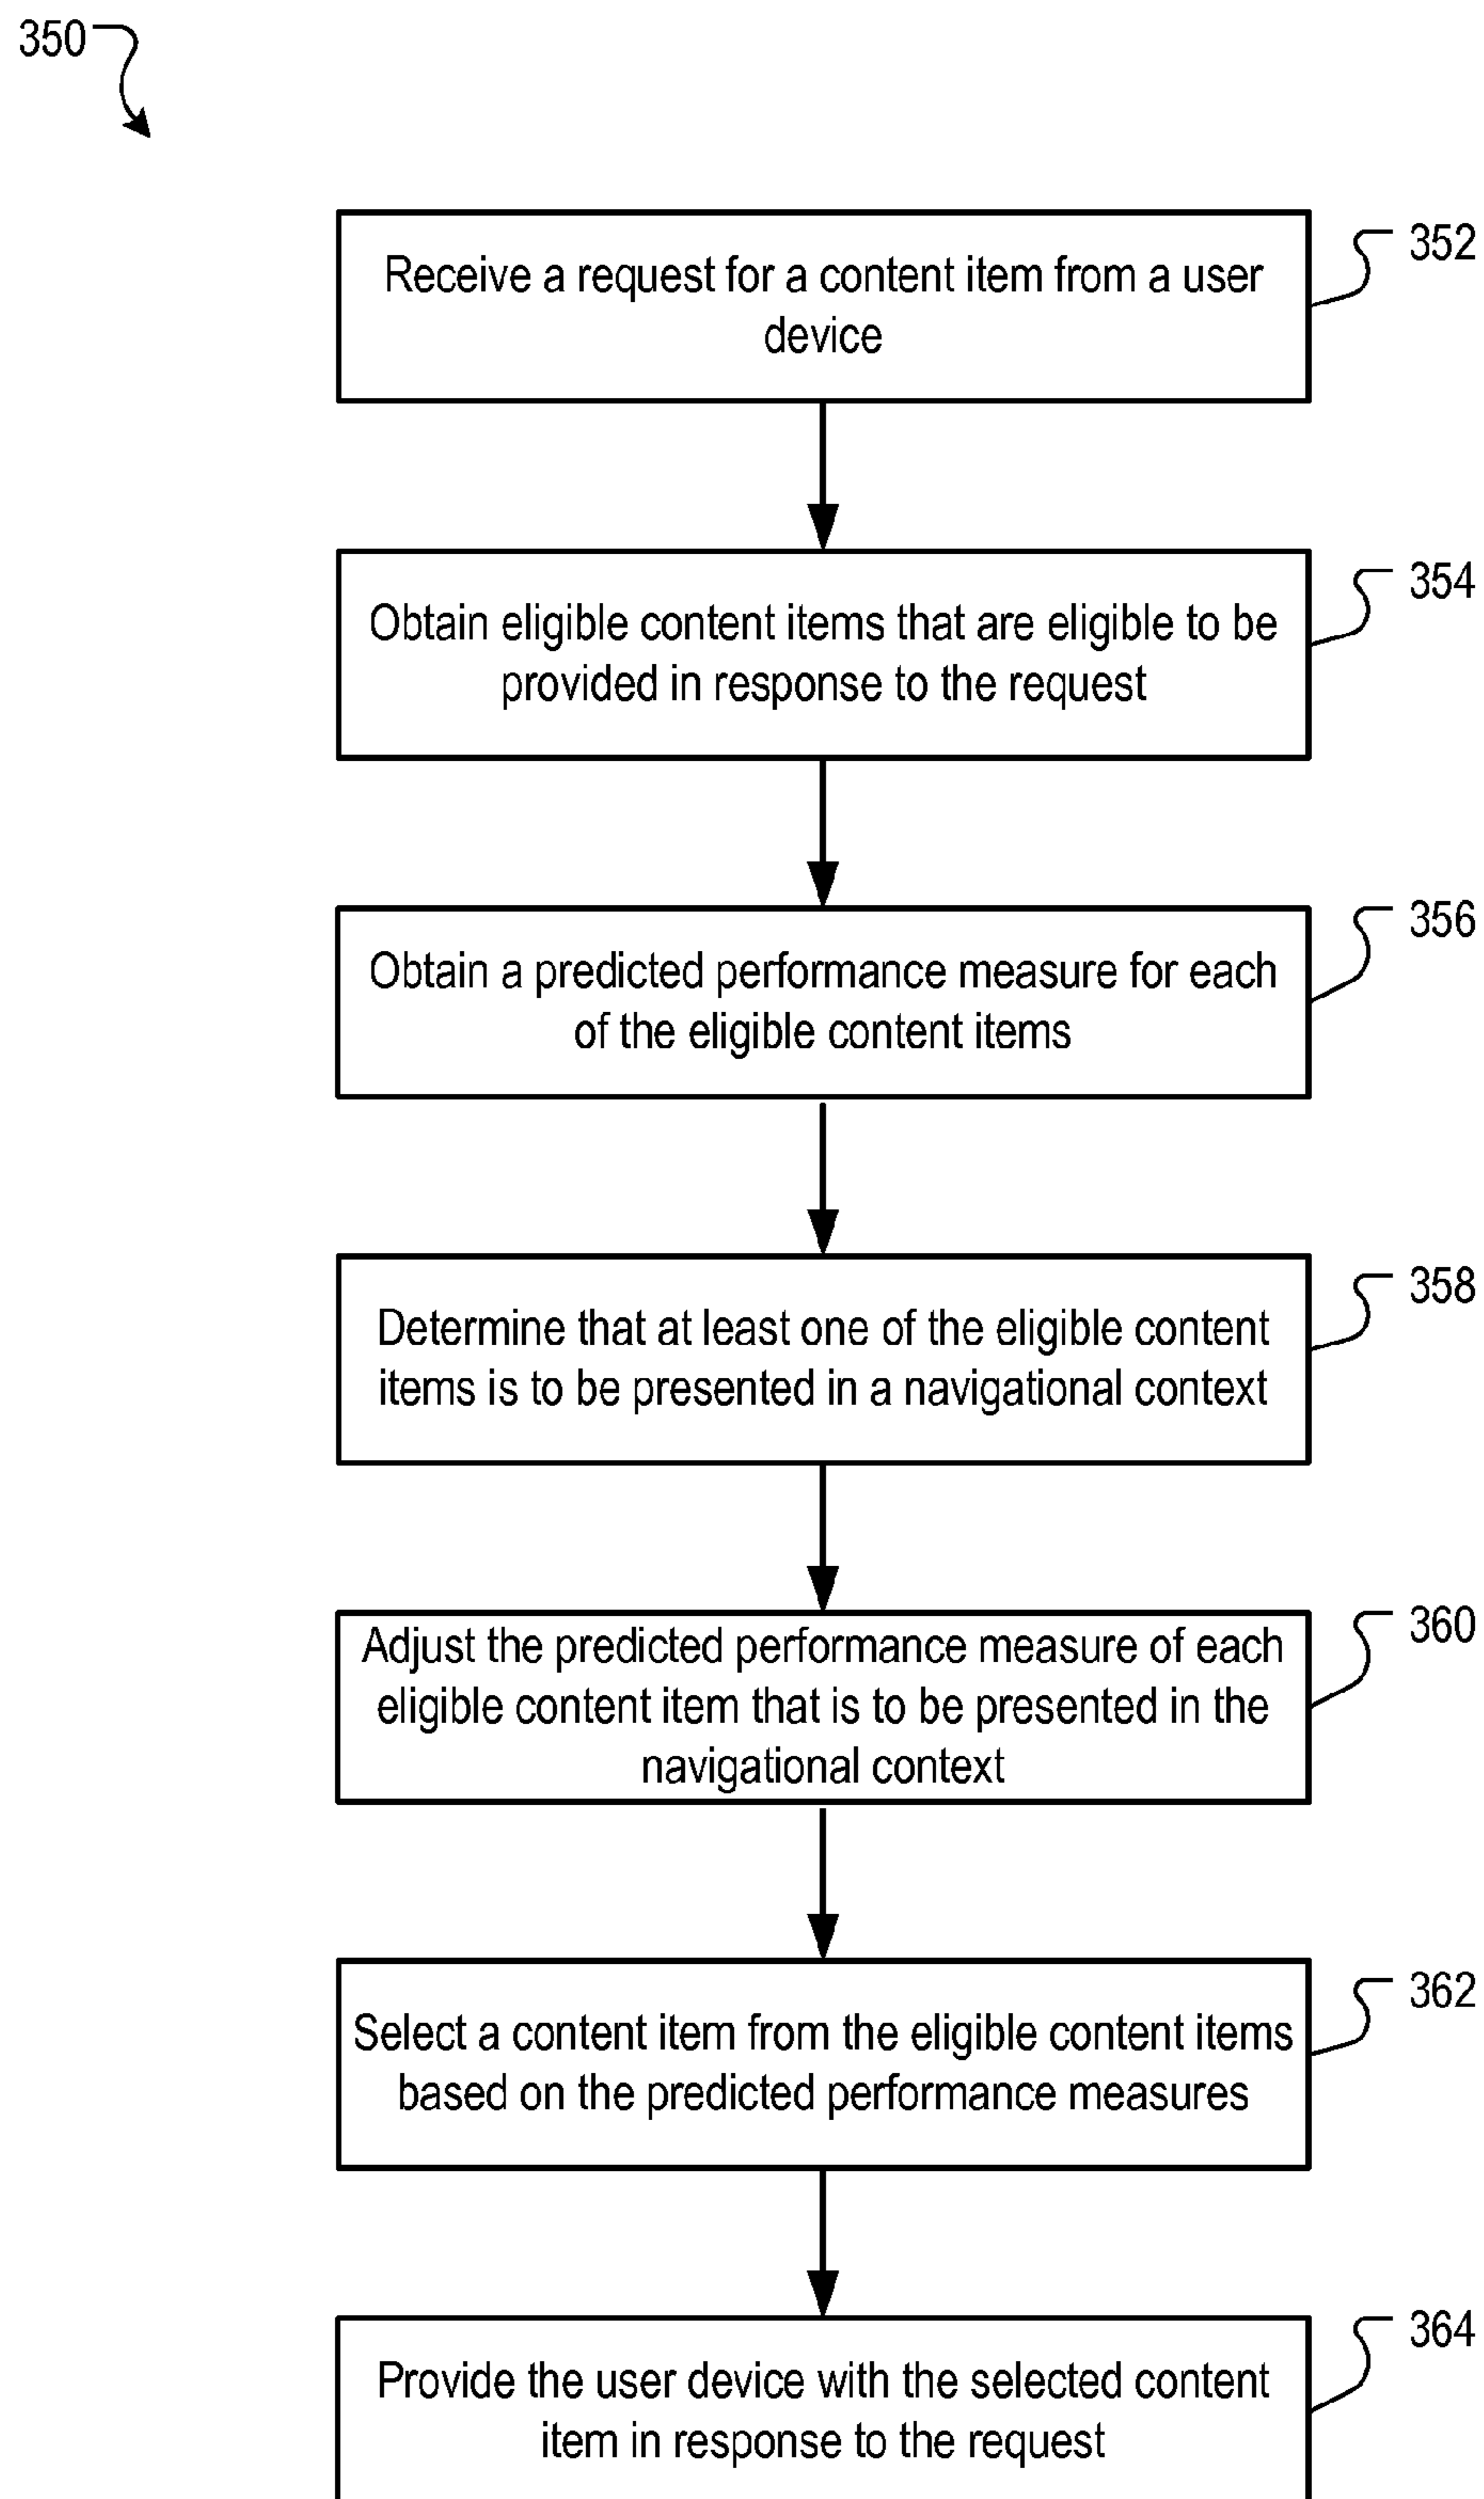 350
352
Receive a request for a content item from a user
device
354
Obtain eligible content items that are eligible to be
provided in response to the request
356
Obtain a predicted performance measure for each
of the eligible content items
358
Determine that at least one of the eligible content
items is to be presented in a navigational context
360
Adjust the predicted performance measure of each
eligible content item that is to be presented in the
navigational context
362
Select a content item from the eligible content items
based on the predicted performance measures
364
Provide the user device with the selected content
item in response to the request